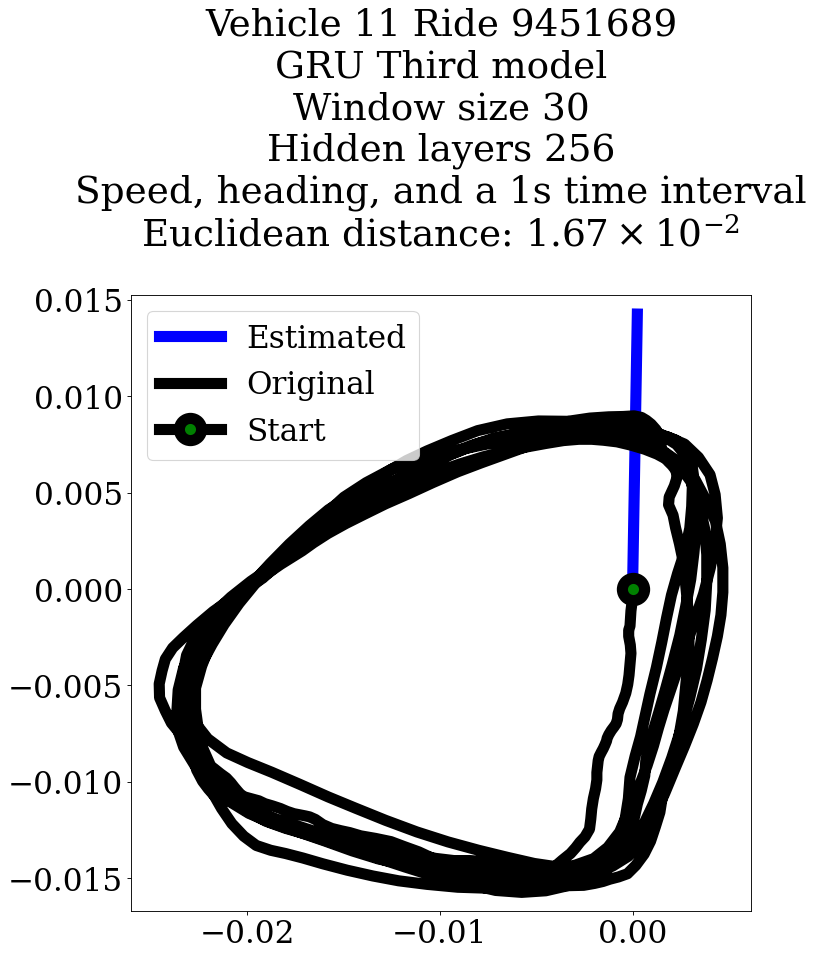 Vehicle 11 Ride 9451689
GRU Third model
Window size 30
Hidden layers 256
Speed, heading, and a 1s time interval
Euclidean distance: 1.67 × 10⁻²
0.015
Estimated
0.010
Original
Start
0.005
0.000
−0.005
−0.010
−0.015
−0.02 −0.01 0.00